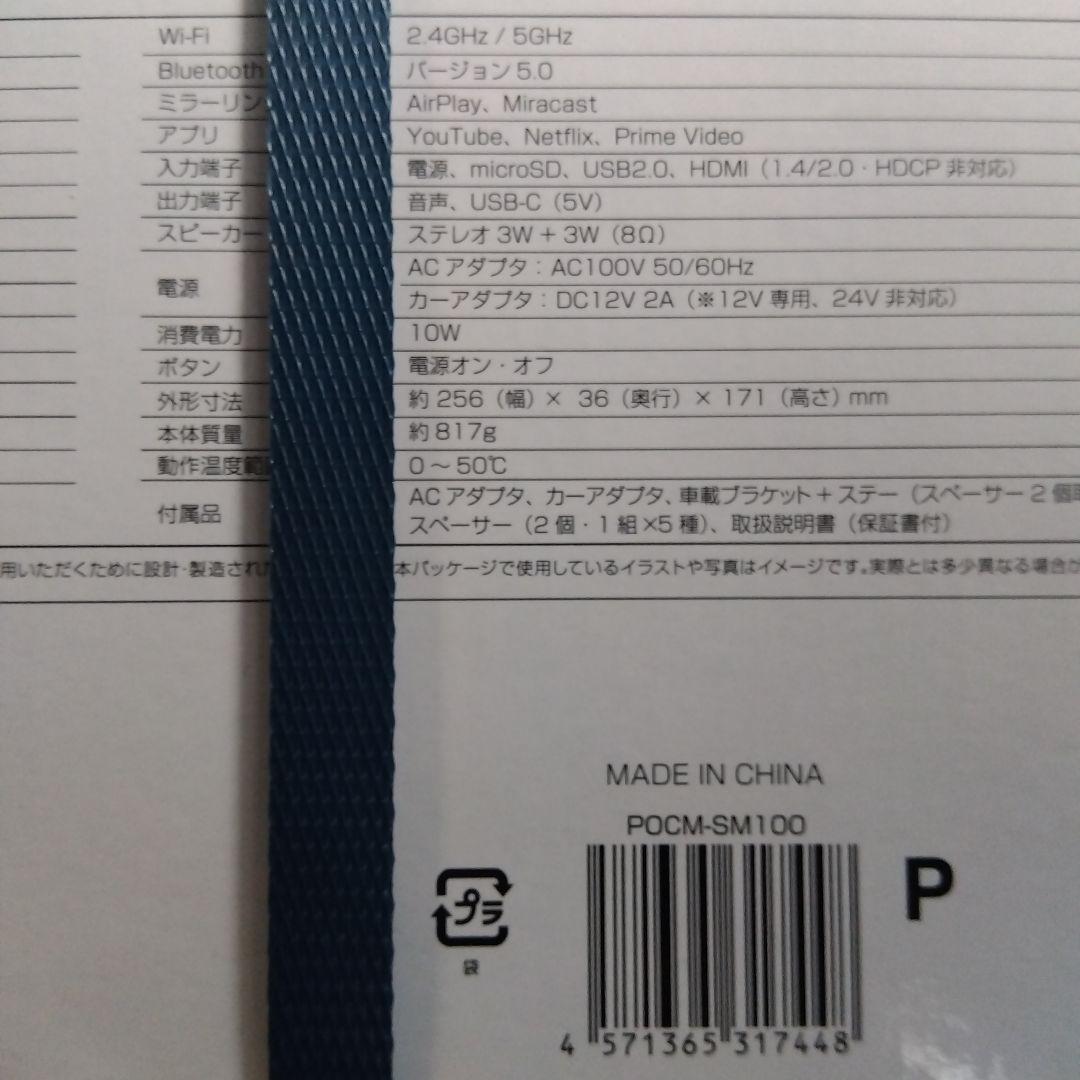 Wi-Fi 2.4GHz / 5GHz
Bluetooth バージョン 5.0
ミラーリン AirPlay、Miracast
アプリ YouTube、Netflix、Prime Video
入力端子 電源、microSD、USB2.0、HDMI（1.4/2.0・HDCP 非対応）
出力端子 音声、USB-C（5V）
スピーカー ステレオ 3W + 3W（8Ω）
電源 AC アダプタ：AC100V 50/60Hz
カーアダプタ：DC12V 2A（※12V 専用、24V 非対応）
消費電力 10W
ボタン 電源オン・オフ
外形寸法 約 256（幅）× 36（奥行）× 171（高さ）mm
本体質量 約 817g
動作温度範 0 ～ 50℃
付属品 AC アダプタ、カーアダプタ、車載ブラケット + ステー（スペーサー 2 個
スペーサー（2 個・1 組 ×5 種）、取扱説明書（保証書付）
用いただくために設計・製造され 本パッケージで使用しているイラストや写真はイメージです。実際とは多少異なる場合が
MADE IN CHINA
POCM-SM100
プラ
袋
P
4 571365 317448